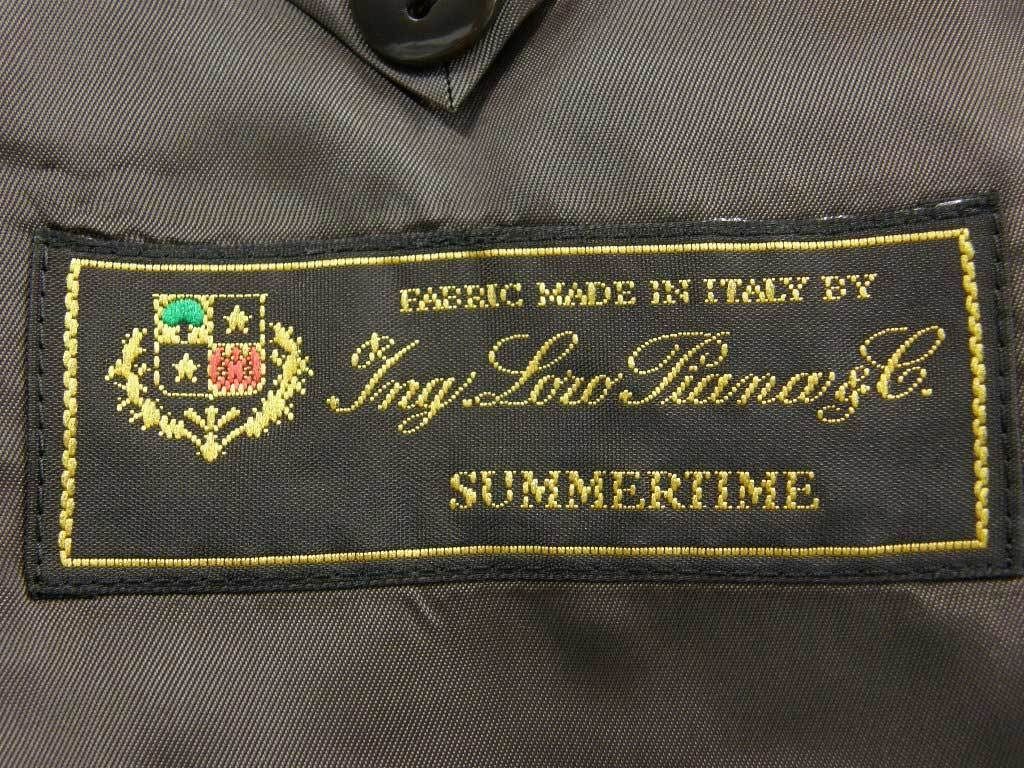 FABRIC MADE IN ITALY BY
Ing. Loro Piana & C.
SUMMERTIME